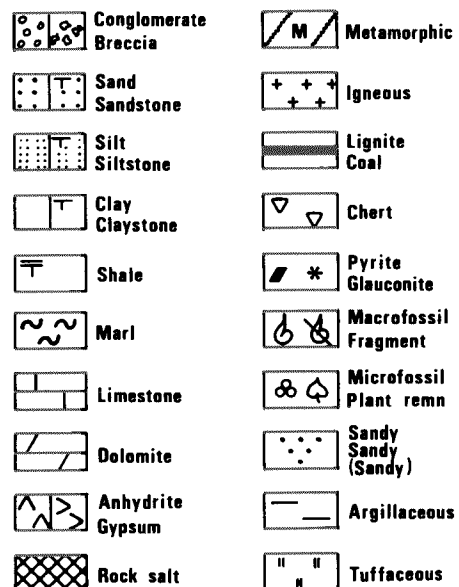 Conglomerate
Breccia
Sand
Sandstone
Silt
Siltstone
Clay
Claystone
Shale
Marl
Limestone
Dolomite
Anhydrite
Gypsum
Rock salt
M
Metamorphic
Igneous
Lignite
Coal
Chert
Pyrite
Glauconite
Macrofossil
Fragment
Microfossil
Plant remn
Sandy
Sandy
(Sandy)
Argillaceous
Tuffaceous